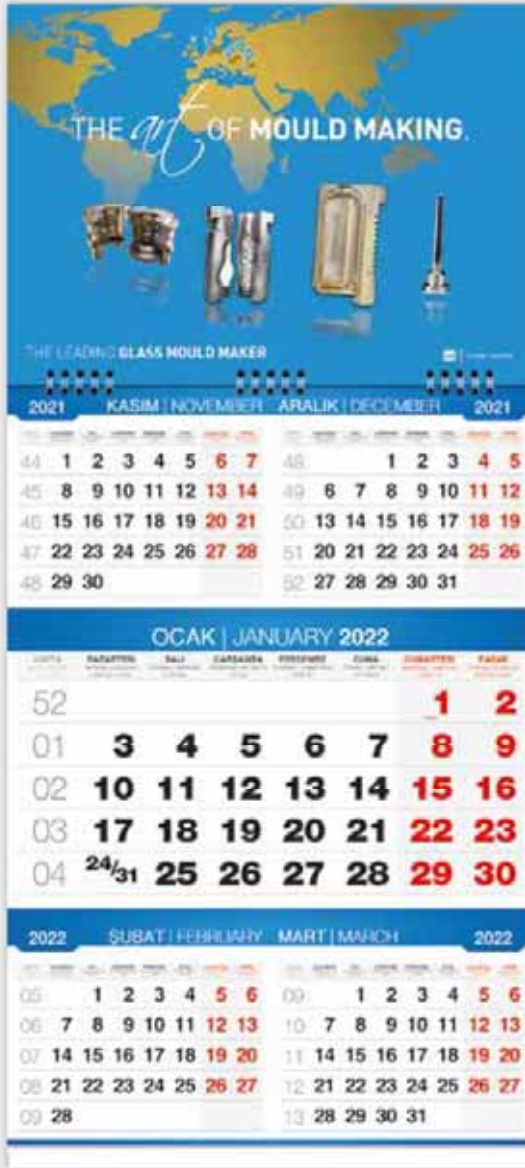 THE art OF MOULD MAKING.
THE LEADING GLASS MOULD MAKER
2021 KASIM | NOVEMBER ARALIK | DECEMBER 2021
44 1 2 3 4 5 6 7 48 1 2 3 4 5
45 8 9 10 11 12 13 14 49 6 7 8 9 10 11 12
46 15 16 17 18 19 20 21 50 13 14 15 16 17 18 19
47 22 23 24 25 26 27 28 51 20 21 22 23 24 25 26
48 29 30 52 27 28 29 30 31
OCAK | JANUARY 2022
HAFTA PAZARTESİ SALI ÇARŞAMBA PERŞEMBE CUMA CUMARTESİ PAZAR
52 1 2
01 3 4 5 6 7 8 9
02 10 11 12 13 14 15 16
03 17 18 19 20 21 22 23
04 24/31 25 26 27 28 29 30
2022 ŞUBAT | FEBRUARY MART | MARCH 2022
05 1 2 3 4 5 6 09 1 2 3 4 5 6
06 7 8 9 10 11 12 13 10 7 8 9 10 11 12 13
07 14 15 16 17 18 19 20 11 14 15 16 17 18 19 20
08 21 22 23 24 25 26 27 12 21 22 23 24 25 26 27
09 28 13 28 29 30 31